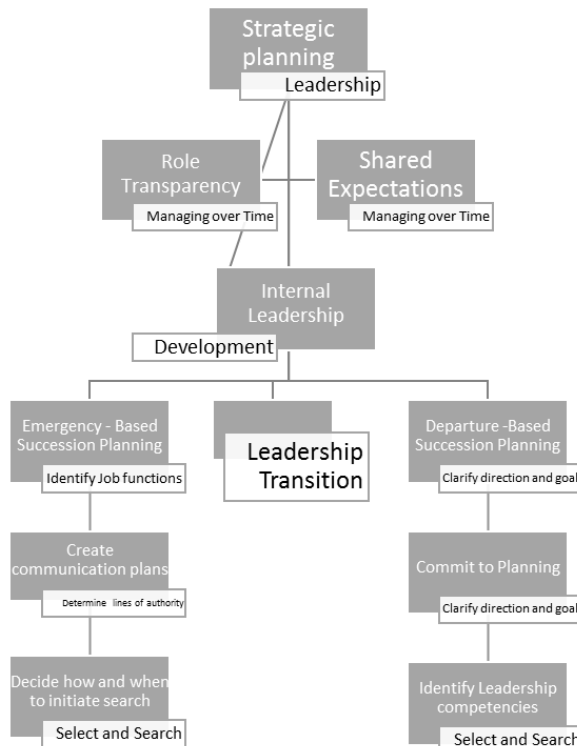 Strategic
planning
Leadership
Role
Transparency
Managing over Time
Shared
Expectations
Managing over Time
Internal
Leadership
Development
Emergency - Based
Succession Planning
Identify Job functions
Leadership
Transition
Departure -Based
Succession Planning
Clarify direction and goal
Create
communication plans
Determine lines of authority
Commit to Planning
Clarify direction and goal
Decide how and when
to initiate search
Select and Search
Identify Leadership
competencies
Select and Search